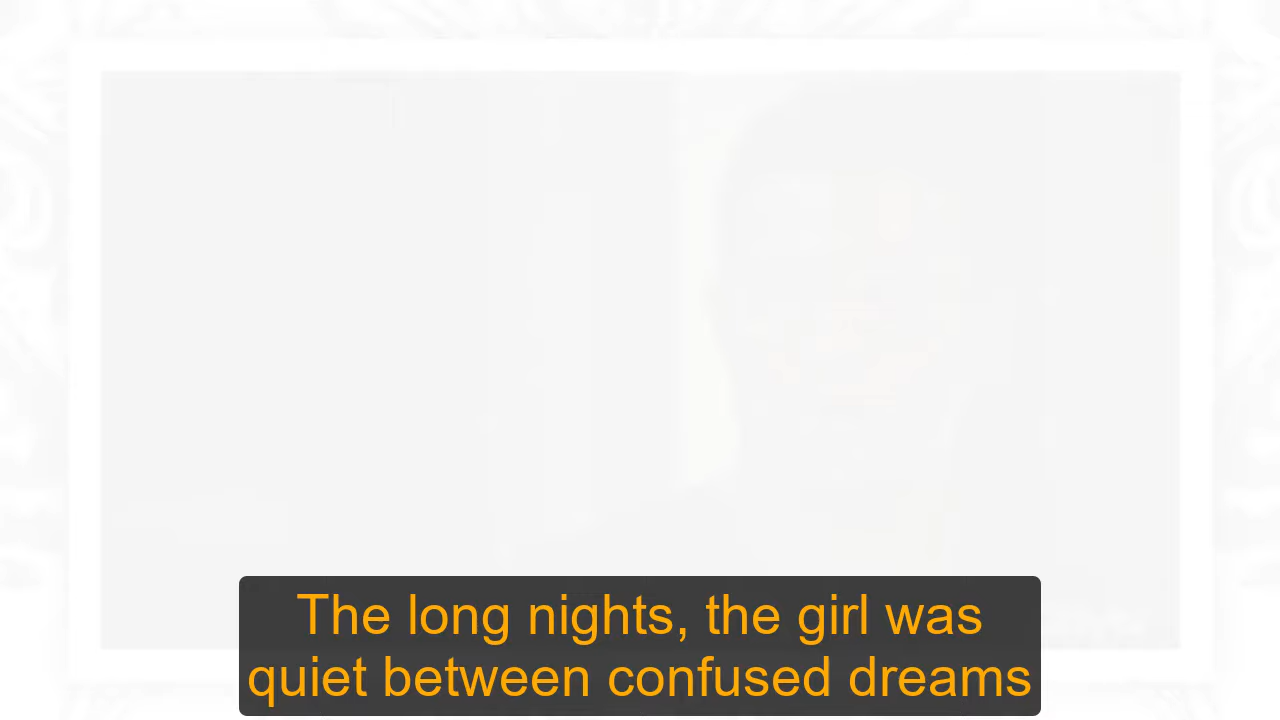 The long nights, the girl was
quiet between confused dreams